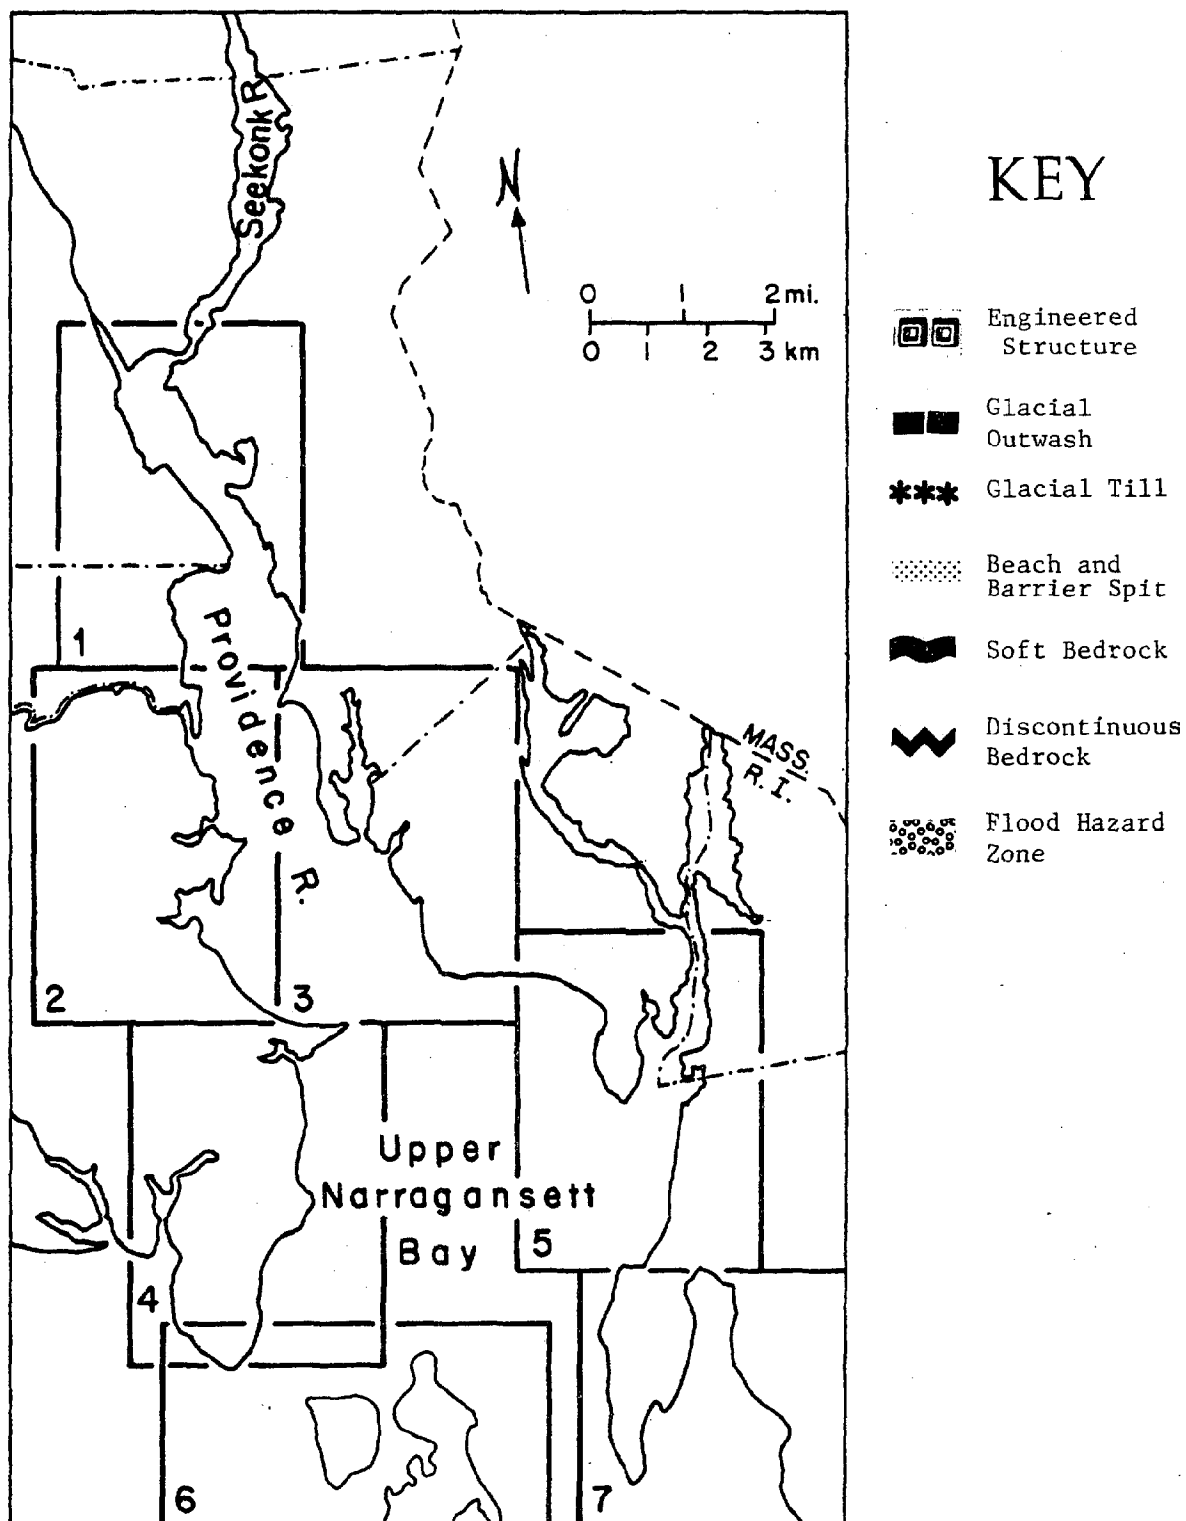 Seekonk R.
N
0 1 2 mi.
0 1 2 3 km
1
Providence R.
MASS.
R. I.
2
3
Upper
Narragansett
Bay
5
4
6
7
KEY
Engineered
Structure
Glacial
Outwash
Glacial Till
Beach and
Barrier Spit
Soft Bedrock
Discontinuous
Bedrock
Flood Hazard
Zone